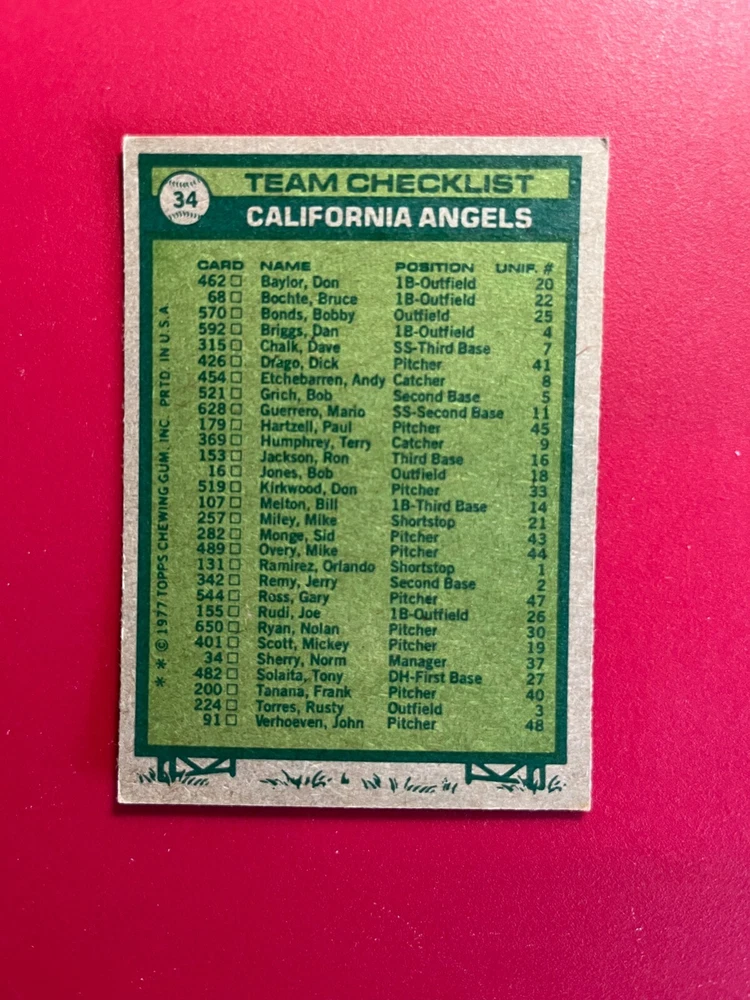 34
TEAM CHECKLIST
CALIFORNIA ANGELS
CARD NAME POSITION UNIF. #
462 □ Baylor, Don 1B-Outfield 20
68 □ Bochte, Bruce 1B-Outfield 22
570 □ Bonds, Bobby Outfield 25
592 □ Briggs, Dan 1B-Outfield 4
315 □ Chalk, Dave SS-Third Base 7
426 □ Drago, Dick Pitcher 41
454 □ Etchebarren, Andy Catcher 8
521 □ Grich, Bob Second Base 5
628 □ Guerrero, Mario SS-Second Base 11
179 □ Hartzell, Paul Pitcher 45
369 □ Humphrey, Terry Catcher 9
153 □ Jackson, Ron Third Base 16
16 □ Jones, Bob Outfield 18
519 □ Kirkwood, Don Pitcher 33
107 □ Melton, Bill 1B-Third Base 14
257 □ Miley, Mike Shortstop 21
282 □ Monge, Sid Pitcher 43
489 □ Overy, Mike Pitcher 44
131 □ Ramirez, Orlando Shortstop 1
342 □ Remy, Jerry Second Base 2
544 □ Ross, Gary Pitcher 47
155 □ Rudi, Joe 1B-Outfield 26
650 □ Ryan, Nolan Pitcher 30
401 □ Scott, Mickey Pitcher 19
34 □ Sherry, Norm Manager 37
482 □ Solaita, Tony DH-First Base 27
200 □ Tanana, Frank Pitcher 40
224 □ Torres, Rusty Outfield 3
91 □ Verhoeven, John Pitcher 48
* * © 1977 TOPPS CHEWING GUM, INC. PRTD. IN U.S.A